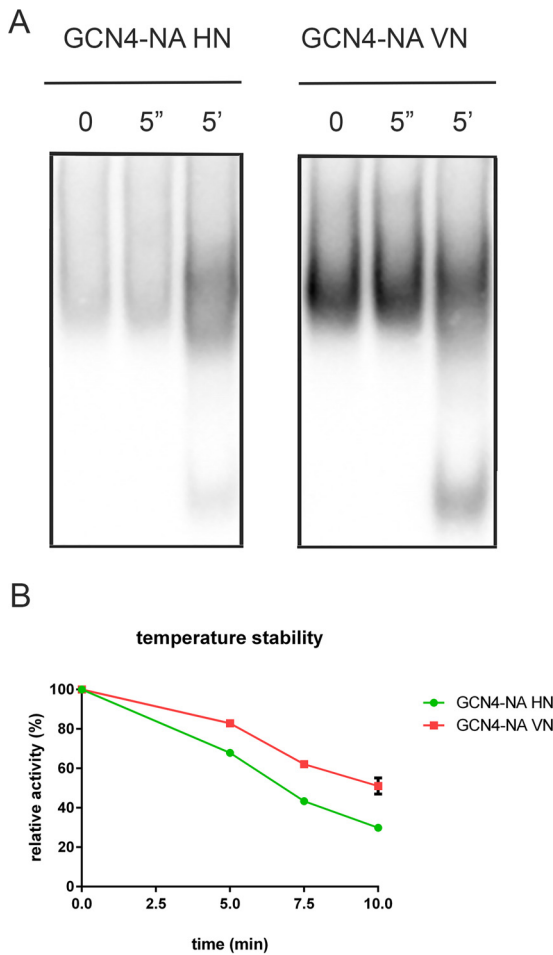 A
GCN4-NA HN GCN4-NA VN
0 5” 5’ 0 5” 5’
B
temperature stability
100
80
60
40
20
0
relative activity (%)
0.0 2.5 5.0 7.5 10.0
time (min)
GCN4-NA HN
GCN4-NA VN